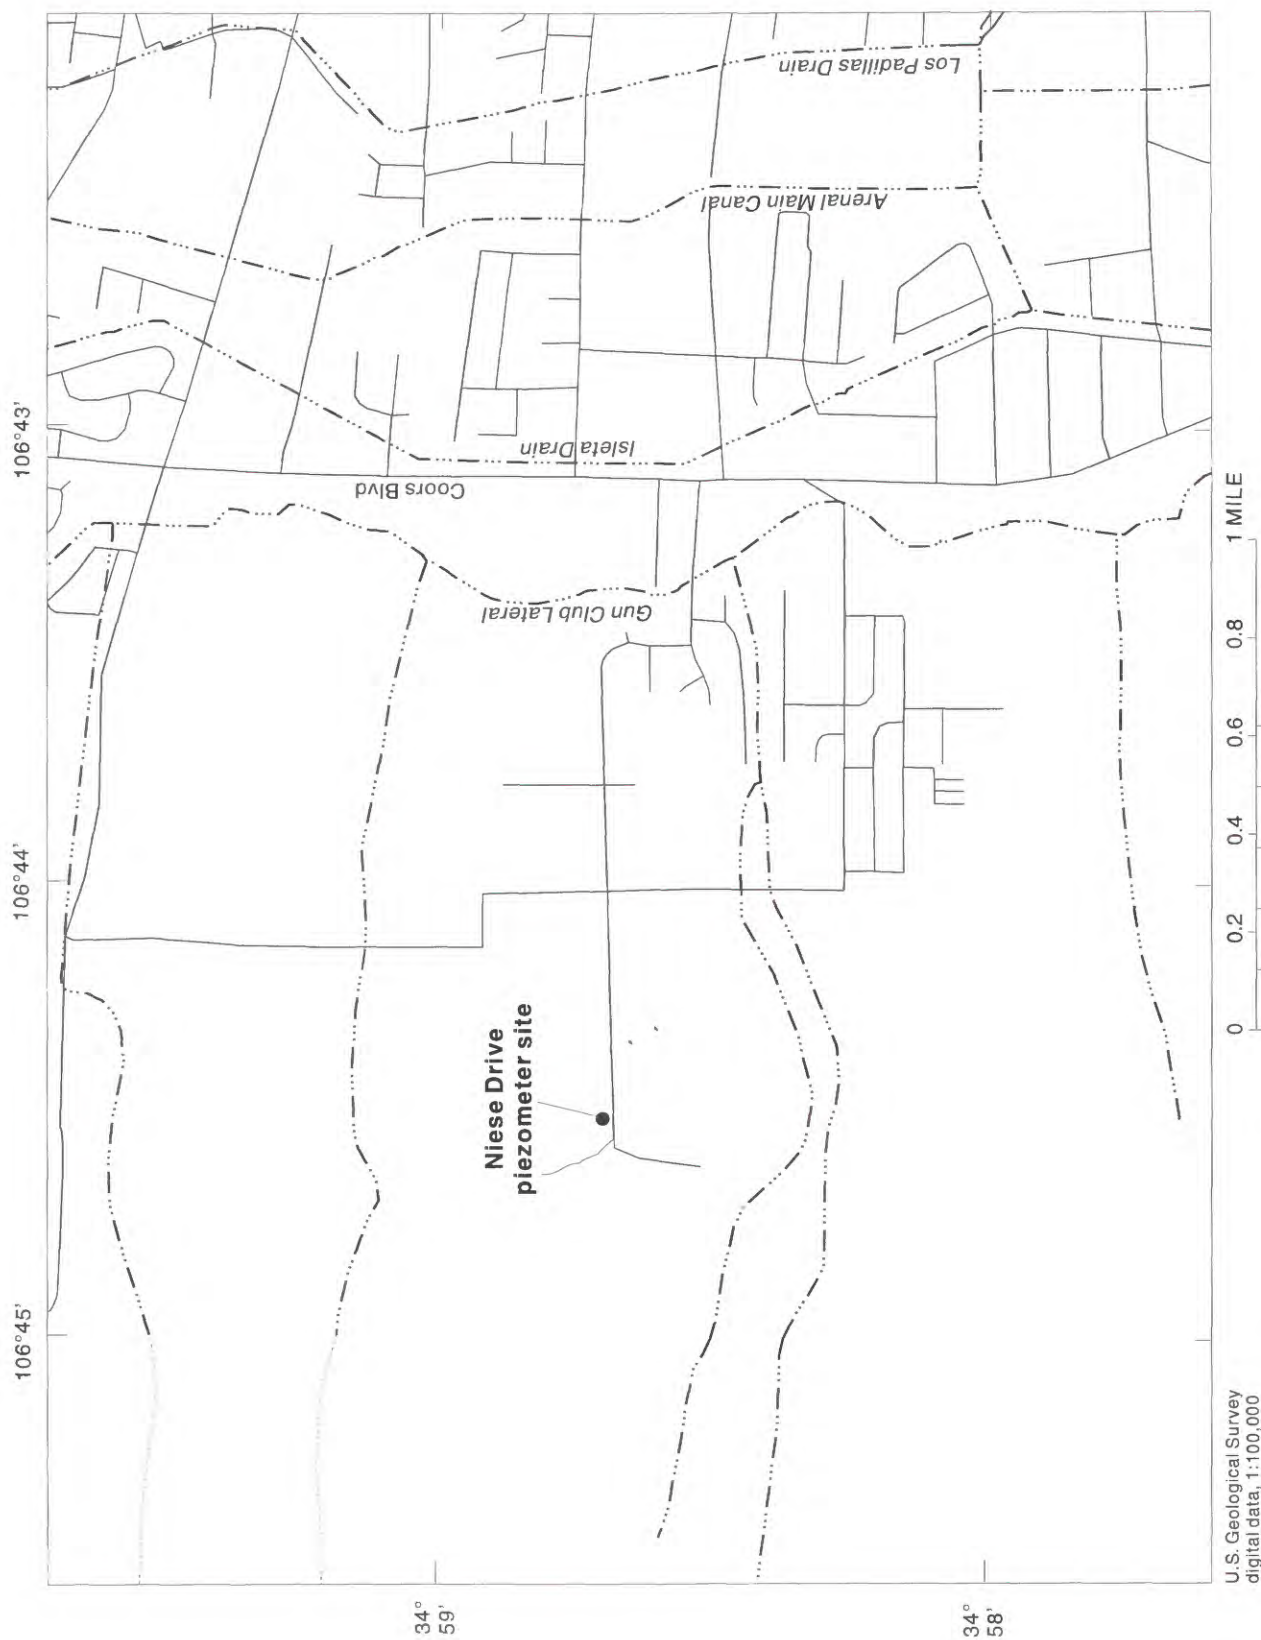 106°45'
106°44'
106°43'
34°
59'
34°
58'
Niese Drive
piezometer site
Gun Club Lateral
Coors Blvd
Isleta Drain
Arenal Main Canal
Los Padillas Drain
U.S. Geological Survey
digital data, 1:100,000
0 0.2 0.4 0.6 0.8 1 MILE